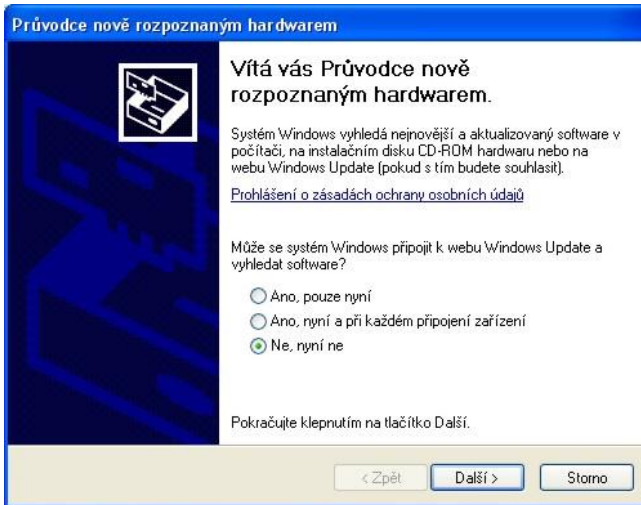 Průvodce nově rozpoznaným hardwarem
Vítá vás Průvodce nově
rozpoznaným hardwarem.
Systém Windows vyhledá nejnovější a aktualizovaný software v
počítači, na instalačním disku CD-ROM hardwaru nebo na
webu Windows Update (pokud s tím budete souhlasit).
Prohlášení o zásadách ochrany osobních údajů
Může se systém Windows připojit k webu Windows Update a
vyhledat software?
Ano, pouze nyní
Ano, nyní a při každém připojení zařízení
Ne, nyní ne
Pokračujte klepnutím na tlačítko Další.
< Zpět Další > Storno